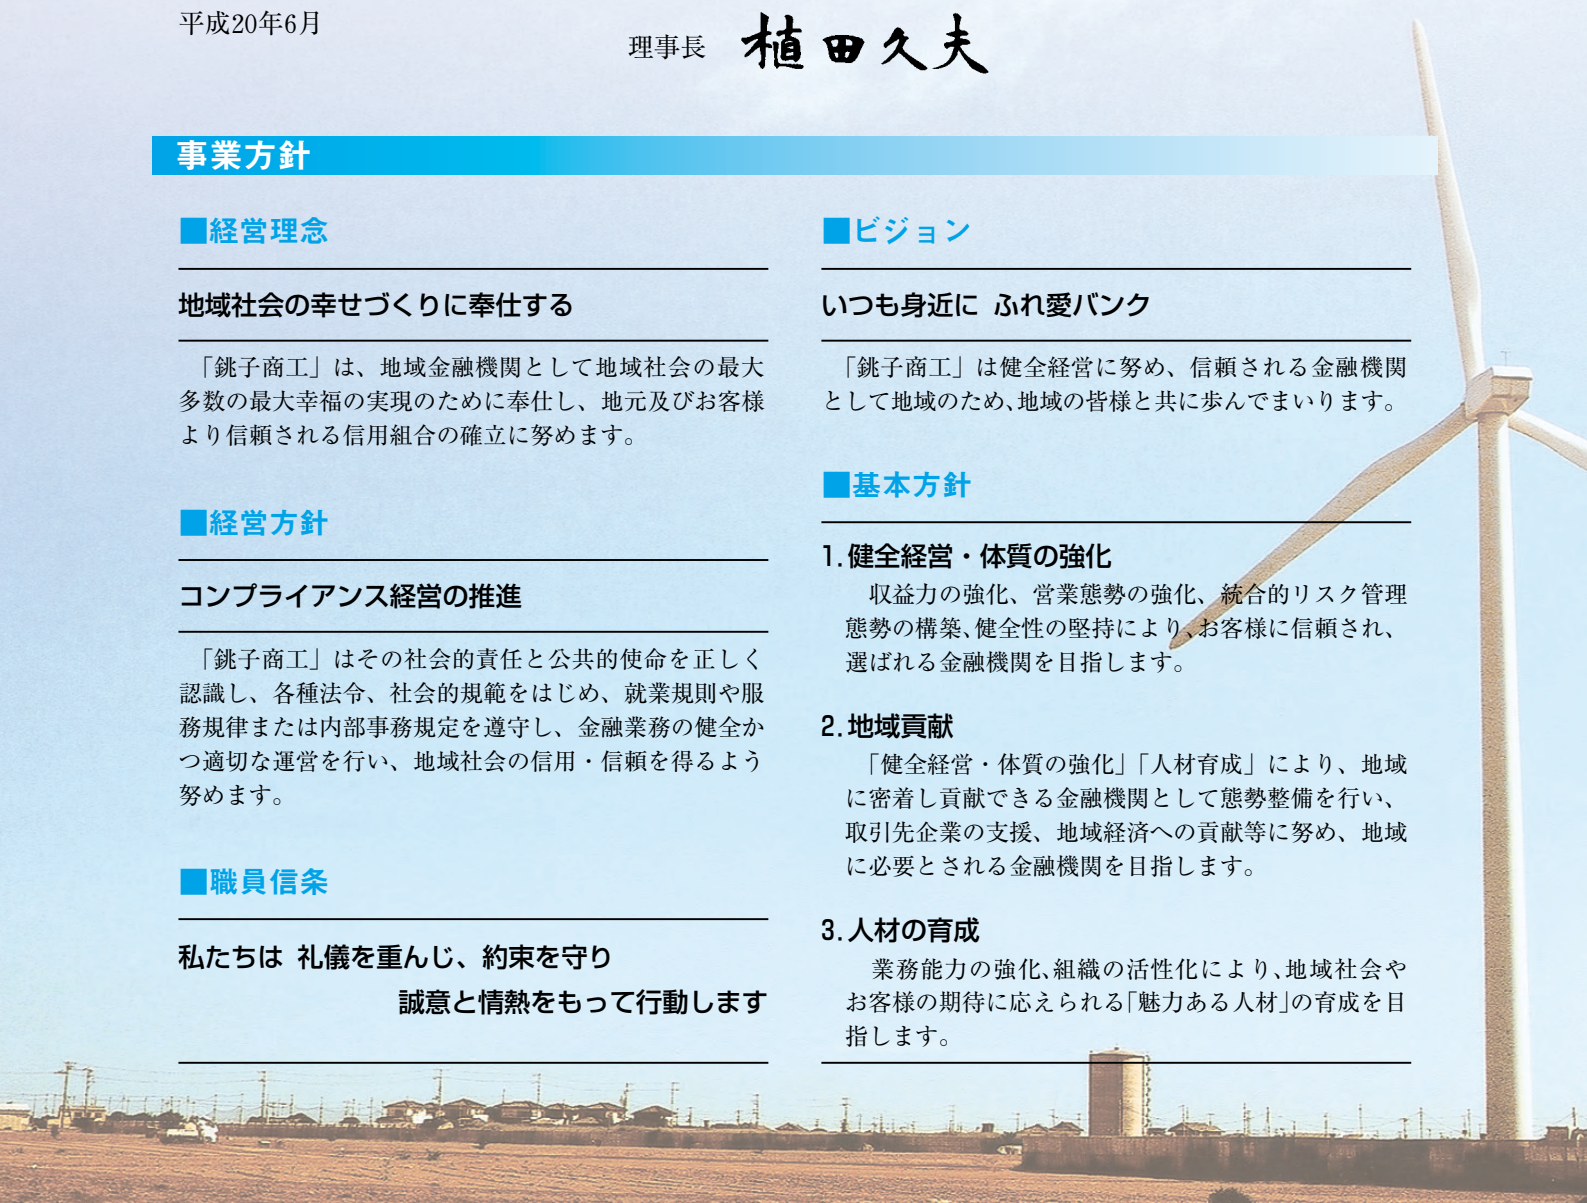 平成20年6月
理事長 植田久夫
事業方針
■経営理念
地域社会の幸せづくりに奉仕する
「銚子商工」は、地域金融機関として地域社会の最大
多数の最大幸福の実現のために奉仕し、地元及びお客様
より信頼される信用組合の確立に努めます。
■経営方針
コンプライアンス経営の推進
「銚子商工」はその社会的責任と公共的使命を正しく
認識し、各種法令、社会的規範をはじめ、就業規則や服
務規律または内部事務規定を遵守し、金融業務の健全か
つ適切な運営を行い、地域社会の信用・信頼を得るよう
努めます。
■職員信条
私たちは 礼儀を重んじ、約束を守り
誠意と情熱をもって行動します
■ビジョン
いつも身近に ふれ愛バンク
「銚子商工」は健全経営に努め、信頼される金融機関
として地域のため、地域の皆様と共に歩んでまいります。
■基本方針
1.健全経営・体質の強化
収益力の強化、営業態勢の強化、統合的リスク管理
態勢の構築、健全性の堅持により、お客様に信頼され、
選ばれる金融機関を目指します。
2.地域貢献
「健全経営・体質の強化」「人材育成」により、地域
に密着し貢献できる金融機関として態勢整備を行い、
取引先企業の支援、地域経済への貢献等に努め、地域
に必要とされる金融機関を目指します。
3.人材の育成
業務能力の強化、組織の活性化により、地域社会や
お客様の期待に応えられる「魅力ある人材」の育成を目
指します。